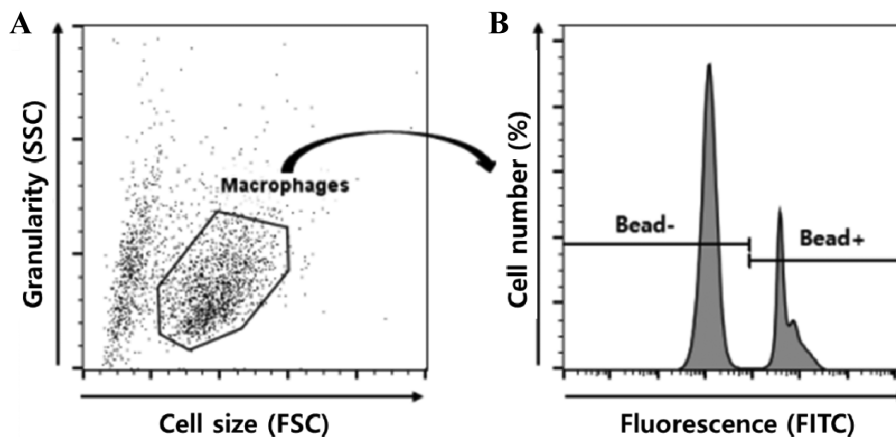 A
Granularity (SSC)
Macrophages
Cell size (FSC)
B
Cell number (%)
Bead-
Bead+
Fluorescence (FITC)